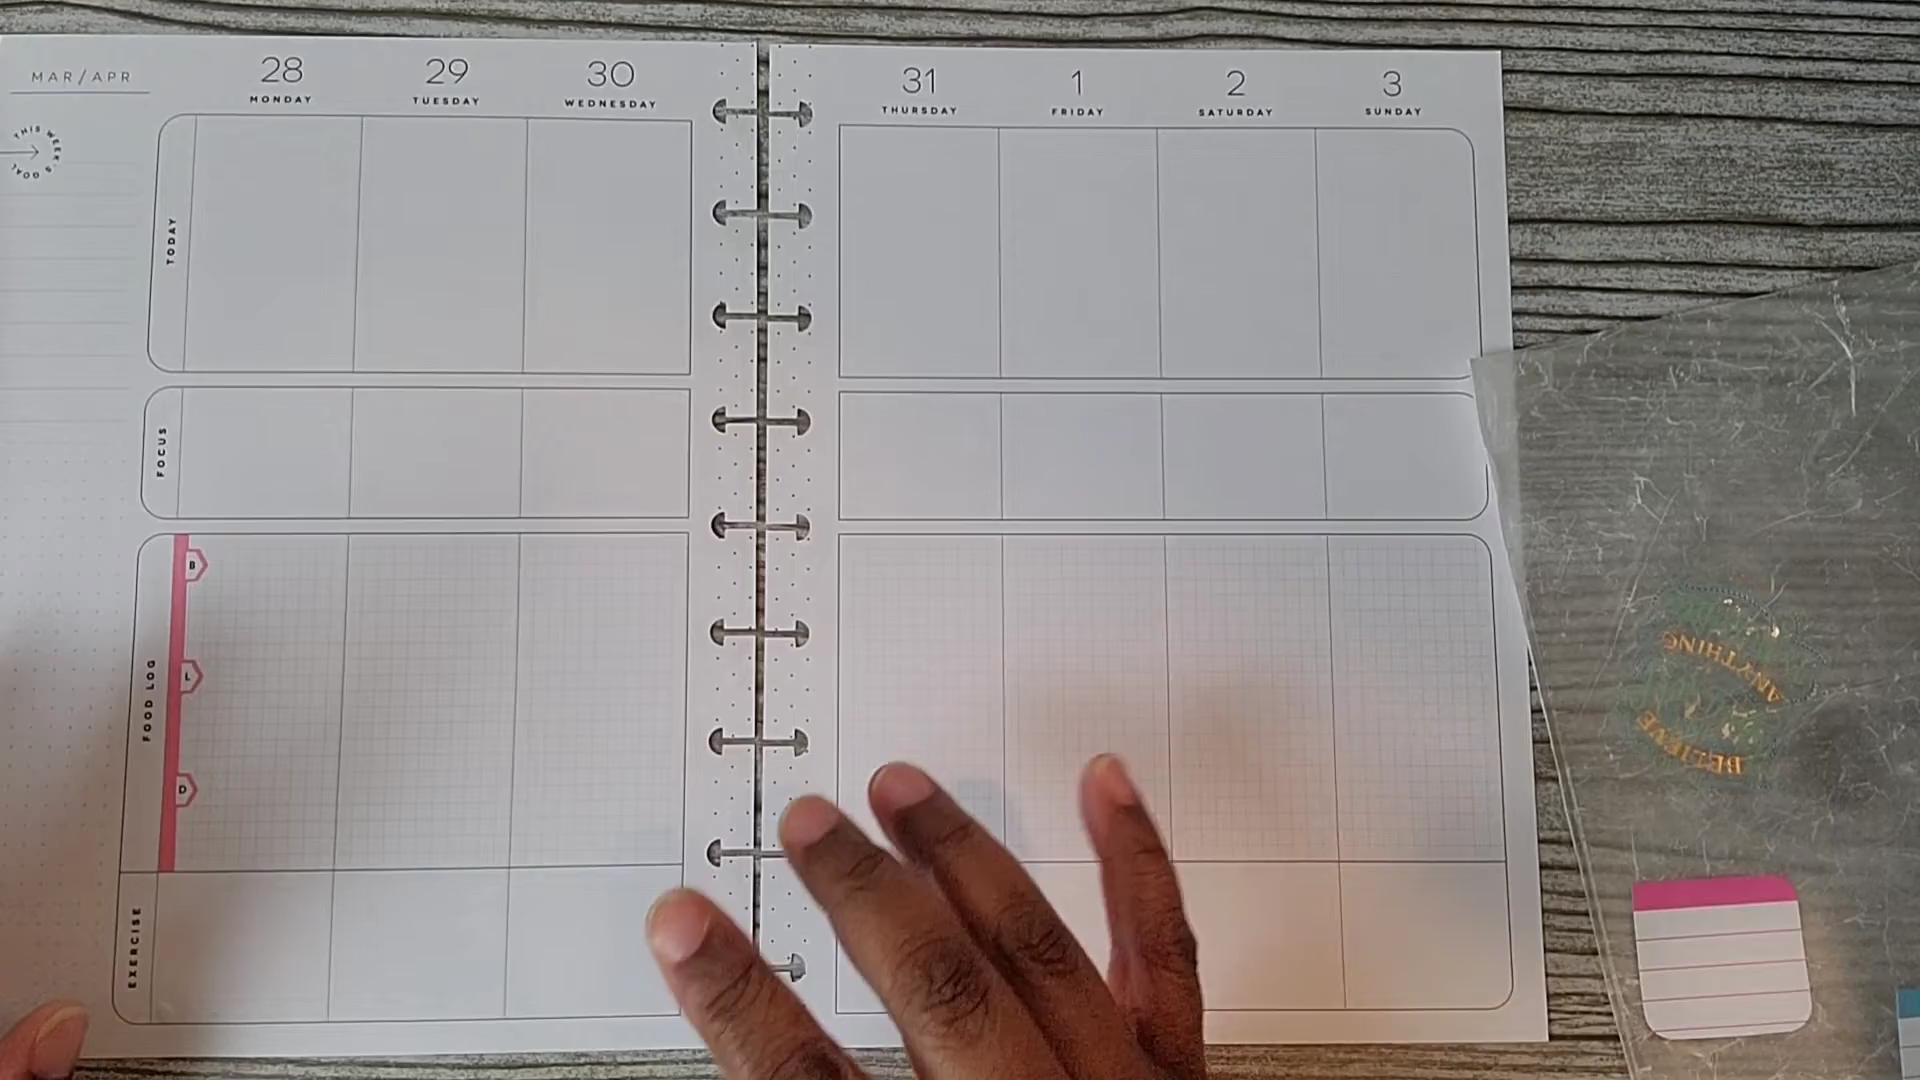 MAR/APR
28
MONDAY
29
TUESDAY
30
WEDNESDAY
31
THURSDAY
1
FRIDAY
2
SATURDAY
3
SUNDAY
THIS WEEK'S GOAL
TODAY
FOCUS
FOOD LOG
B
L
D
EXERCISE
BELIEVE
ANYTHING